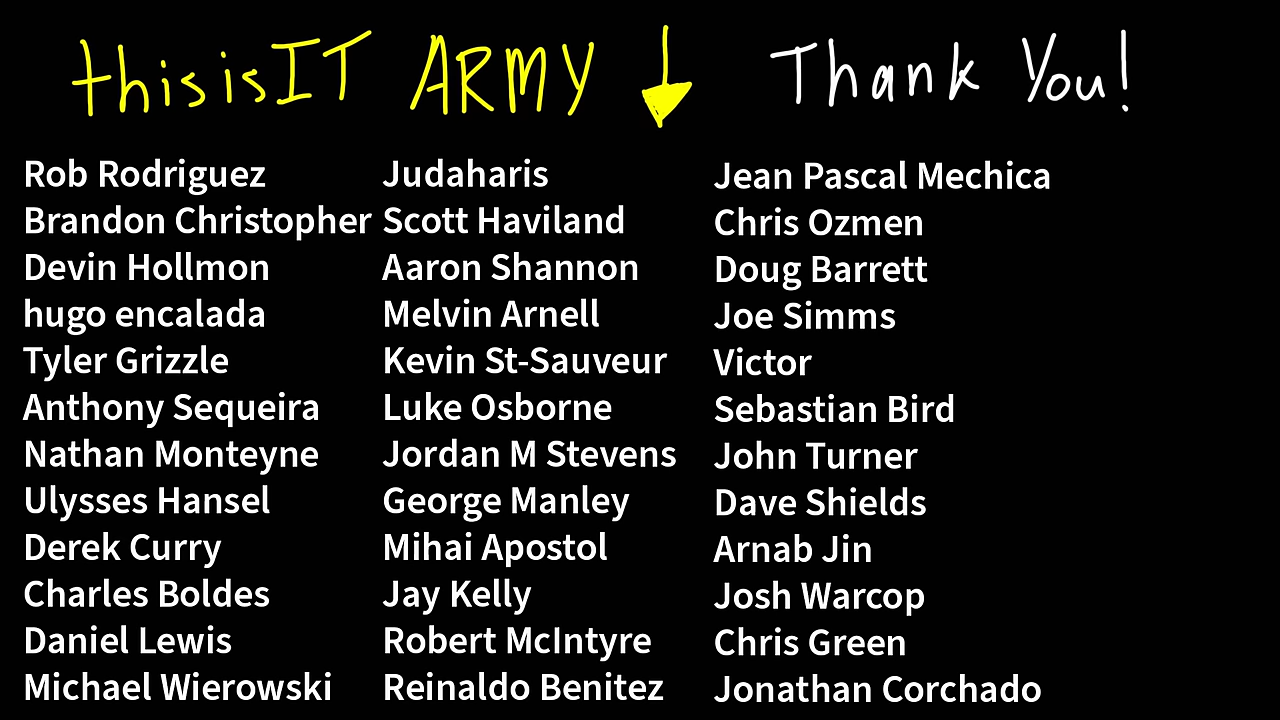 thisisIT ARMY Thank You!
Rob Rodriguez
Brandon Christopher
Devin Hollmon
hugo encalada
Tyler Grizzle
Anthony Sequeira
Nathan Monteyne
Ulysses Hansel
Derek Curry
Charles Boldes
Daniel Lewis
Michael Wierowski
Judaharis
Scott Haviland
Aaron Shannon
Melvin Arnell
Kevin St-Sauveur
Luke Osborne
Jordan M Stevens
George Manley
Mihai Apostol
Jay Kelly
Robert McIntyre
Reinaldo Benitez
Jean Pascal Mechica
Chris Ozmen
Doug Barrett
Joe Simms
Victor
Sebastian Bird
John Turner
Dave Shields
Arnab Jin
Josh Warcop
Chris Green
Jonathan Corchado